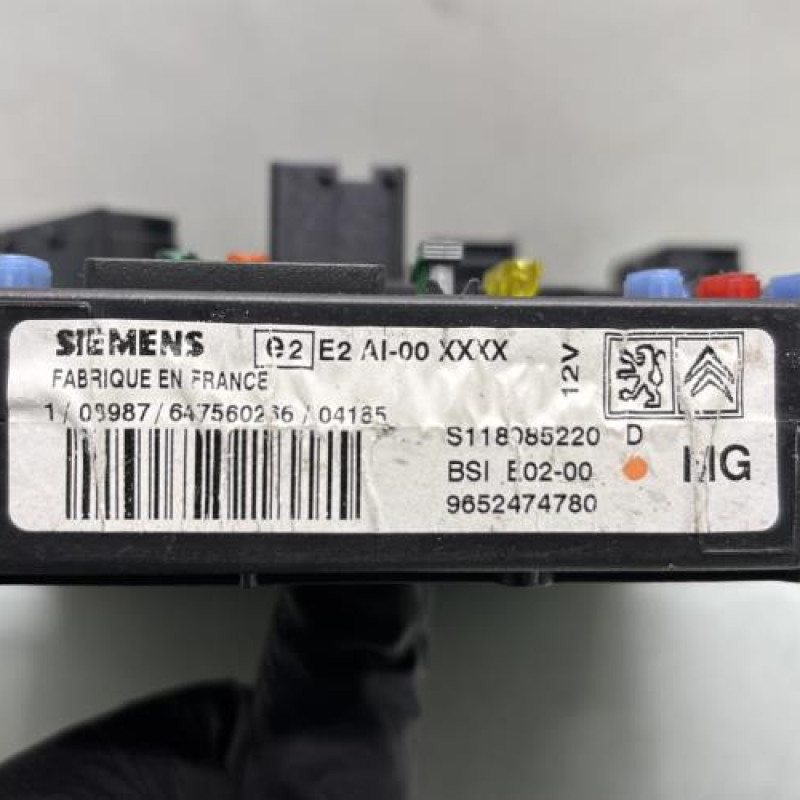 SIEMENS e2 E2 AI-00 XXXX
FABRIQUE EN FRANCE
12V
1/03987/647560236/04185
S118085220 D
BSI E02-00
9652474780